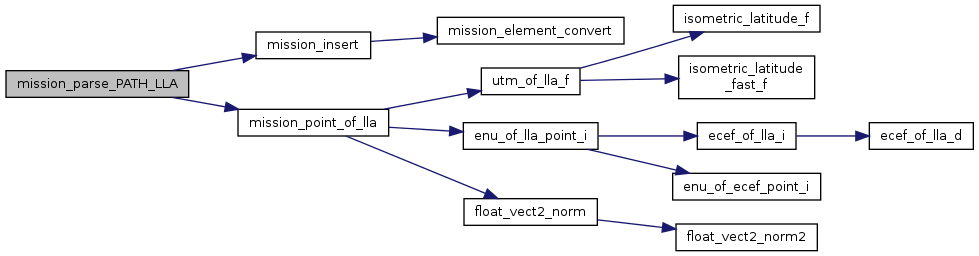 mission_parse_PATH_LLA
mission_insert
mission_element_convert
mission_point_of_lla
utm_of_lla_f
isometric_latitude_f
isometric_latitude
_fast_f
enu_of_lla_point_i
ecef_of_lla_i
ecef_of_lla_d
enu_of_ecef_point_i
float_vect2_norm
float_vect2_norm2